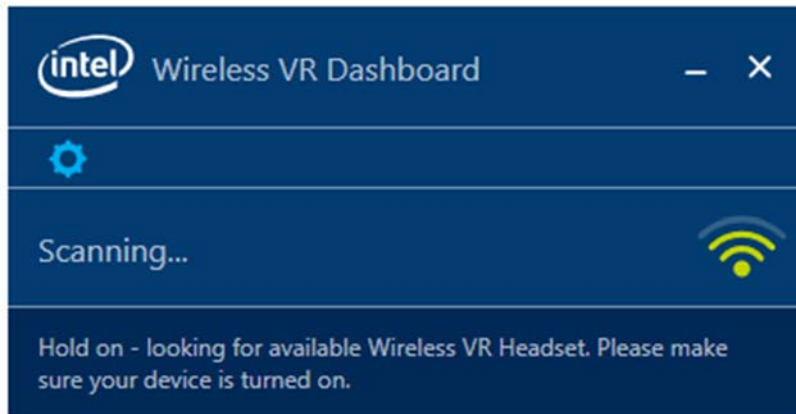 intel Wireless VR Dashboard
Scanning...
Hold on - looking for available Wireless VR Headset. Please make
sure your device is turned on.